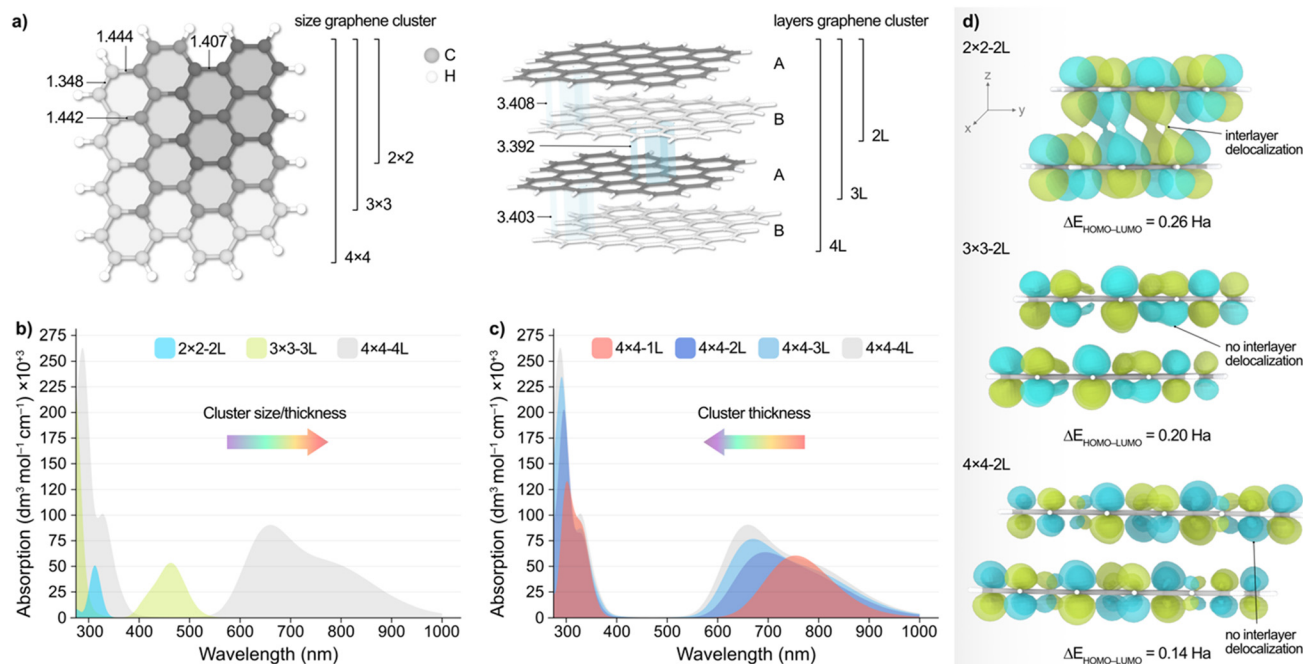 a)
size graphene cluster
1.444
1.407
1.348
1.442
C
H
2×2
3×3
4×4
layers graphene cluster
A
3.408
B
3.392
2L
A
3L
3.403
B
4L
b)
275
250
225
200
175
150
125
100
75
50
25
0
Absorption (dm³ mol⁻¹ cm⁻¹) ×10⁺³
2×2-2L
3×3-3L
4×4-4L
Cluster size/thickness
300 400 500 600 700 800 900 1000
Wavelength (nm)
c)
275
250
225
200
175
150
125
100
75
50
25
0
Absorption (dm³ mol⁻¹ cm⁻¹) ×10⁺³
4×4-1L
4×4-2L
4×4-3L
4×4-4L
Cluster thickness
300 400 500 600 700 800 900 1000
Wavelength (nm)
d)
2×2-2L
z
y
x
interlayer
delocalization
ΔE_HOMO–LUMO = 0.26 Ha
3×3-2L
no interlayer
delocalization
ΔE_HOMO–LUMO = 0.20 Ha
4×4-2L
no interlayer
delocalization
ΔE_HOMO–LUMO = 0.14 Ha